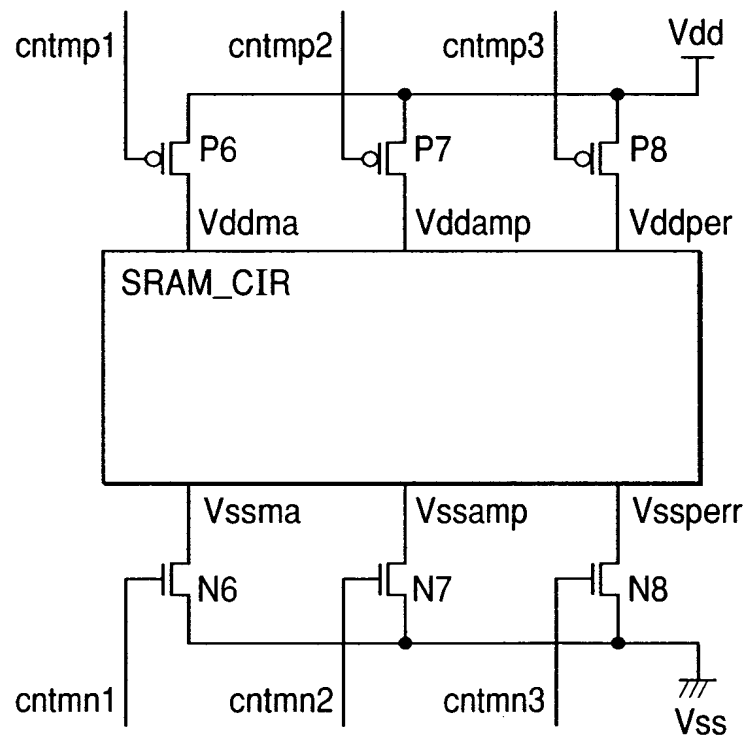 cntmp1 cntmp2 cntmp3 Vdd
P6 P7 P8
Vddma Vddamp Vddper
SRAM_CIR
Vssma Vssamp Vssperr
N6 N7 N8
cntmn1 cntmn2 cntmn3
Vss